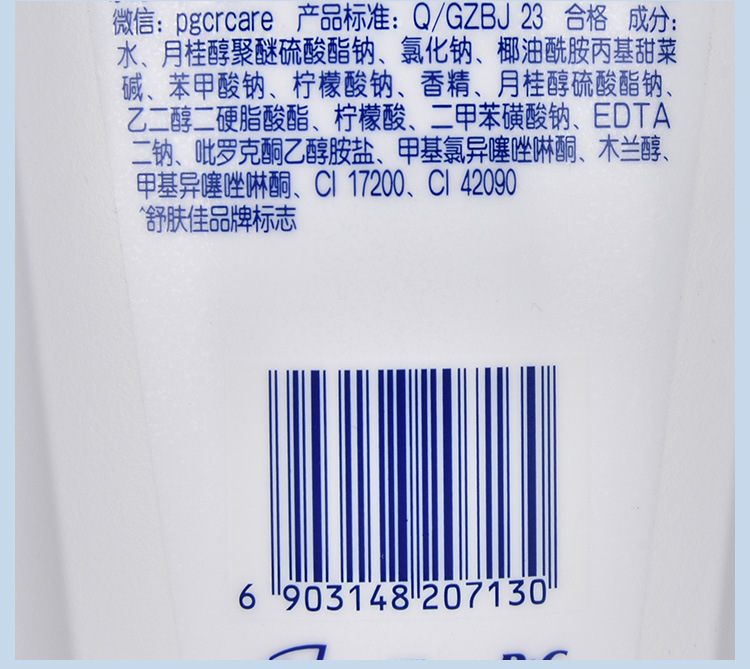 微信：pgcrcare 产品标准：Q/GZBJ 23 合格 成分：
水、月桂醇聚醚硫酸酯钠、氯化钠、椰油酰胺丙基甜菜
碱、苯甲酸钠、柠檬酸钠、香精、月桂醇硫酸酯钠、
乙二醇二硬脂酸酯、柠檬酸、二甲苯磺酸钠、EDTA
二钠、吡罗克酮乙醇胺盐、甲基氯异噻唑啉酮、木兰醇、
甲基异噻唑啉酮、CI 17200、CI 42090
^舒肤佳品牌标志
6 903148 207130